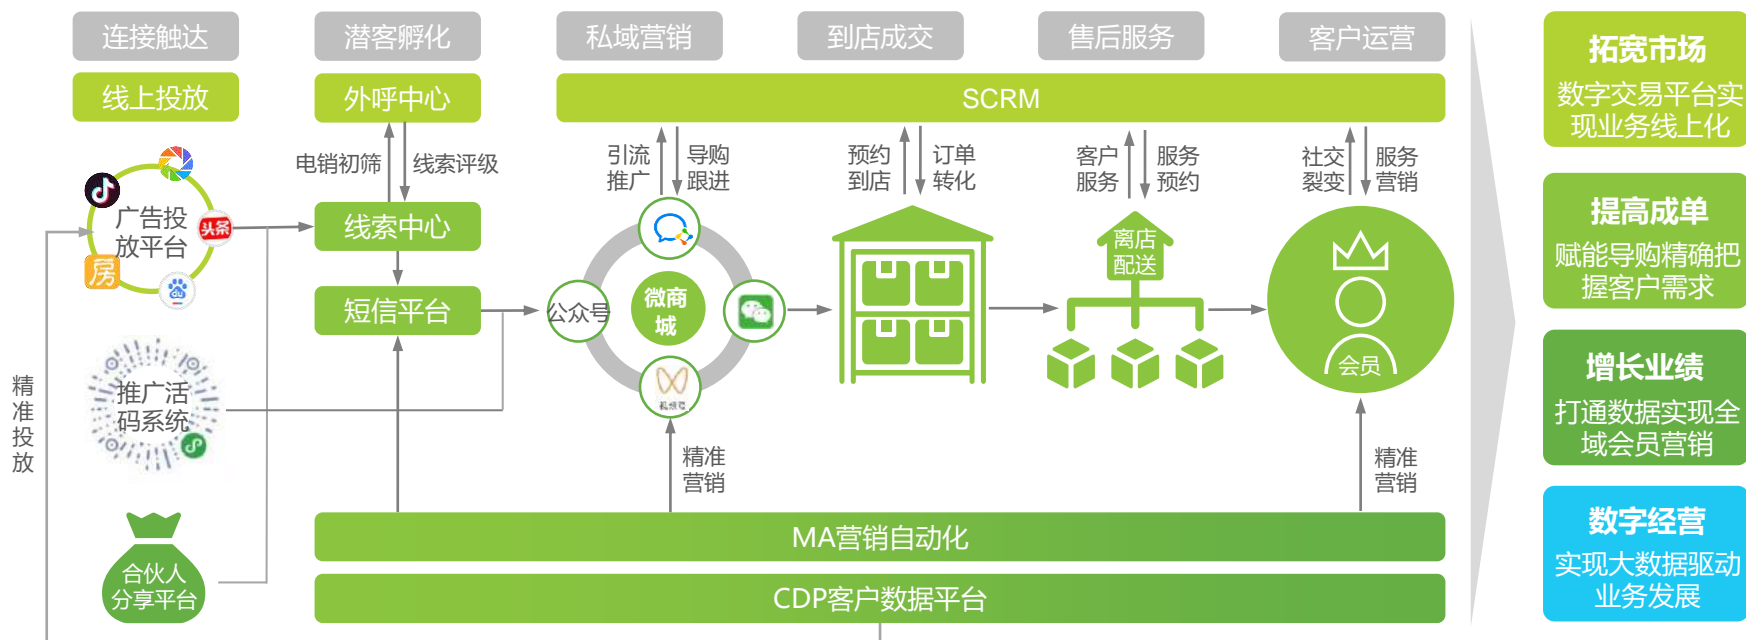 连接触达
潜客孵化
私域营销
到店成交
售后服务
客户运营
线上投放
外呼中心
SCRM
电销初筛
线索评级
引流
推广
导购
跟进
预约
到店
订单
转化
客户
服务
服务
预约
社交
裂变
服务
营销
广告投
放平台
头条
房
du
线索中心
短信平台
公众号
微商
城
视频号
离店
配送
会员
推广活
码系统
精
准
投
放
精准
营销
精准
营销
合伙人
分享平台
MA营销自动化
CDP客户数据平台
拓宽市场
数字交易平台实
现业务线上化
提高成单
赋能导购精确把
握客户需求
增长业绩
打通数据实现全
域会员营销
数字经营
实现大数据驱动
业务发展